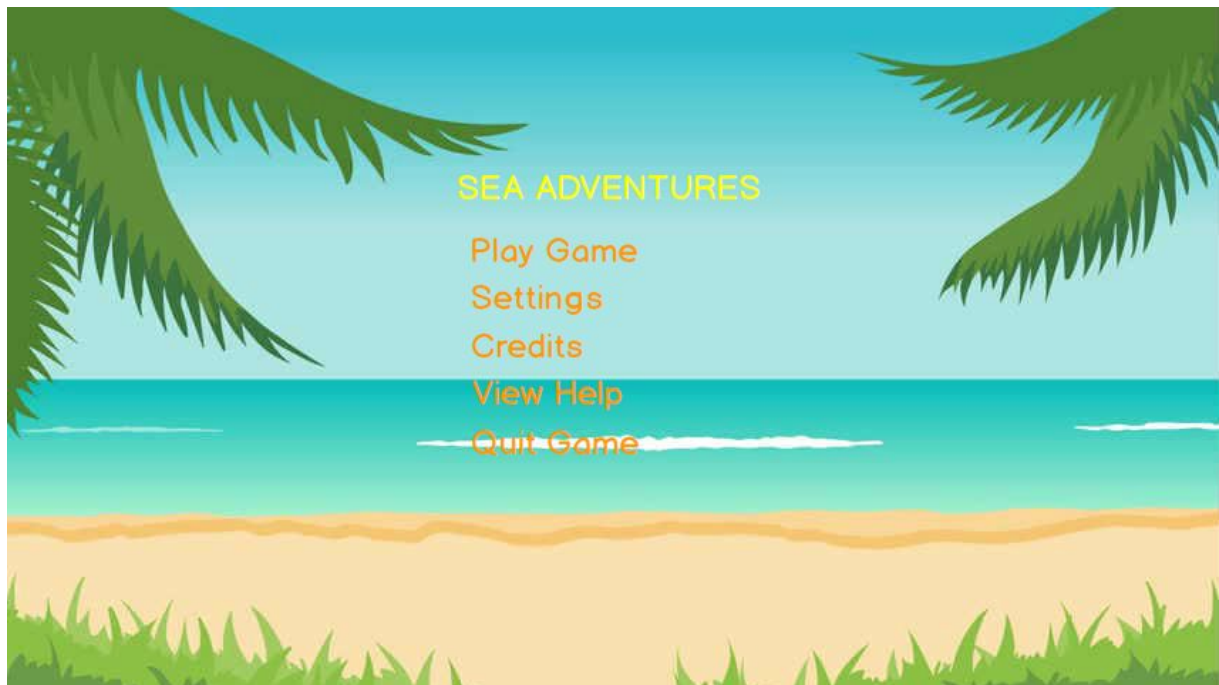 SEA ADVENTURES
Play Game
Settings
Credits
View Help
Quit Game